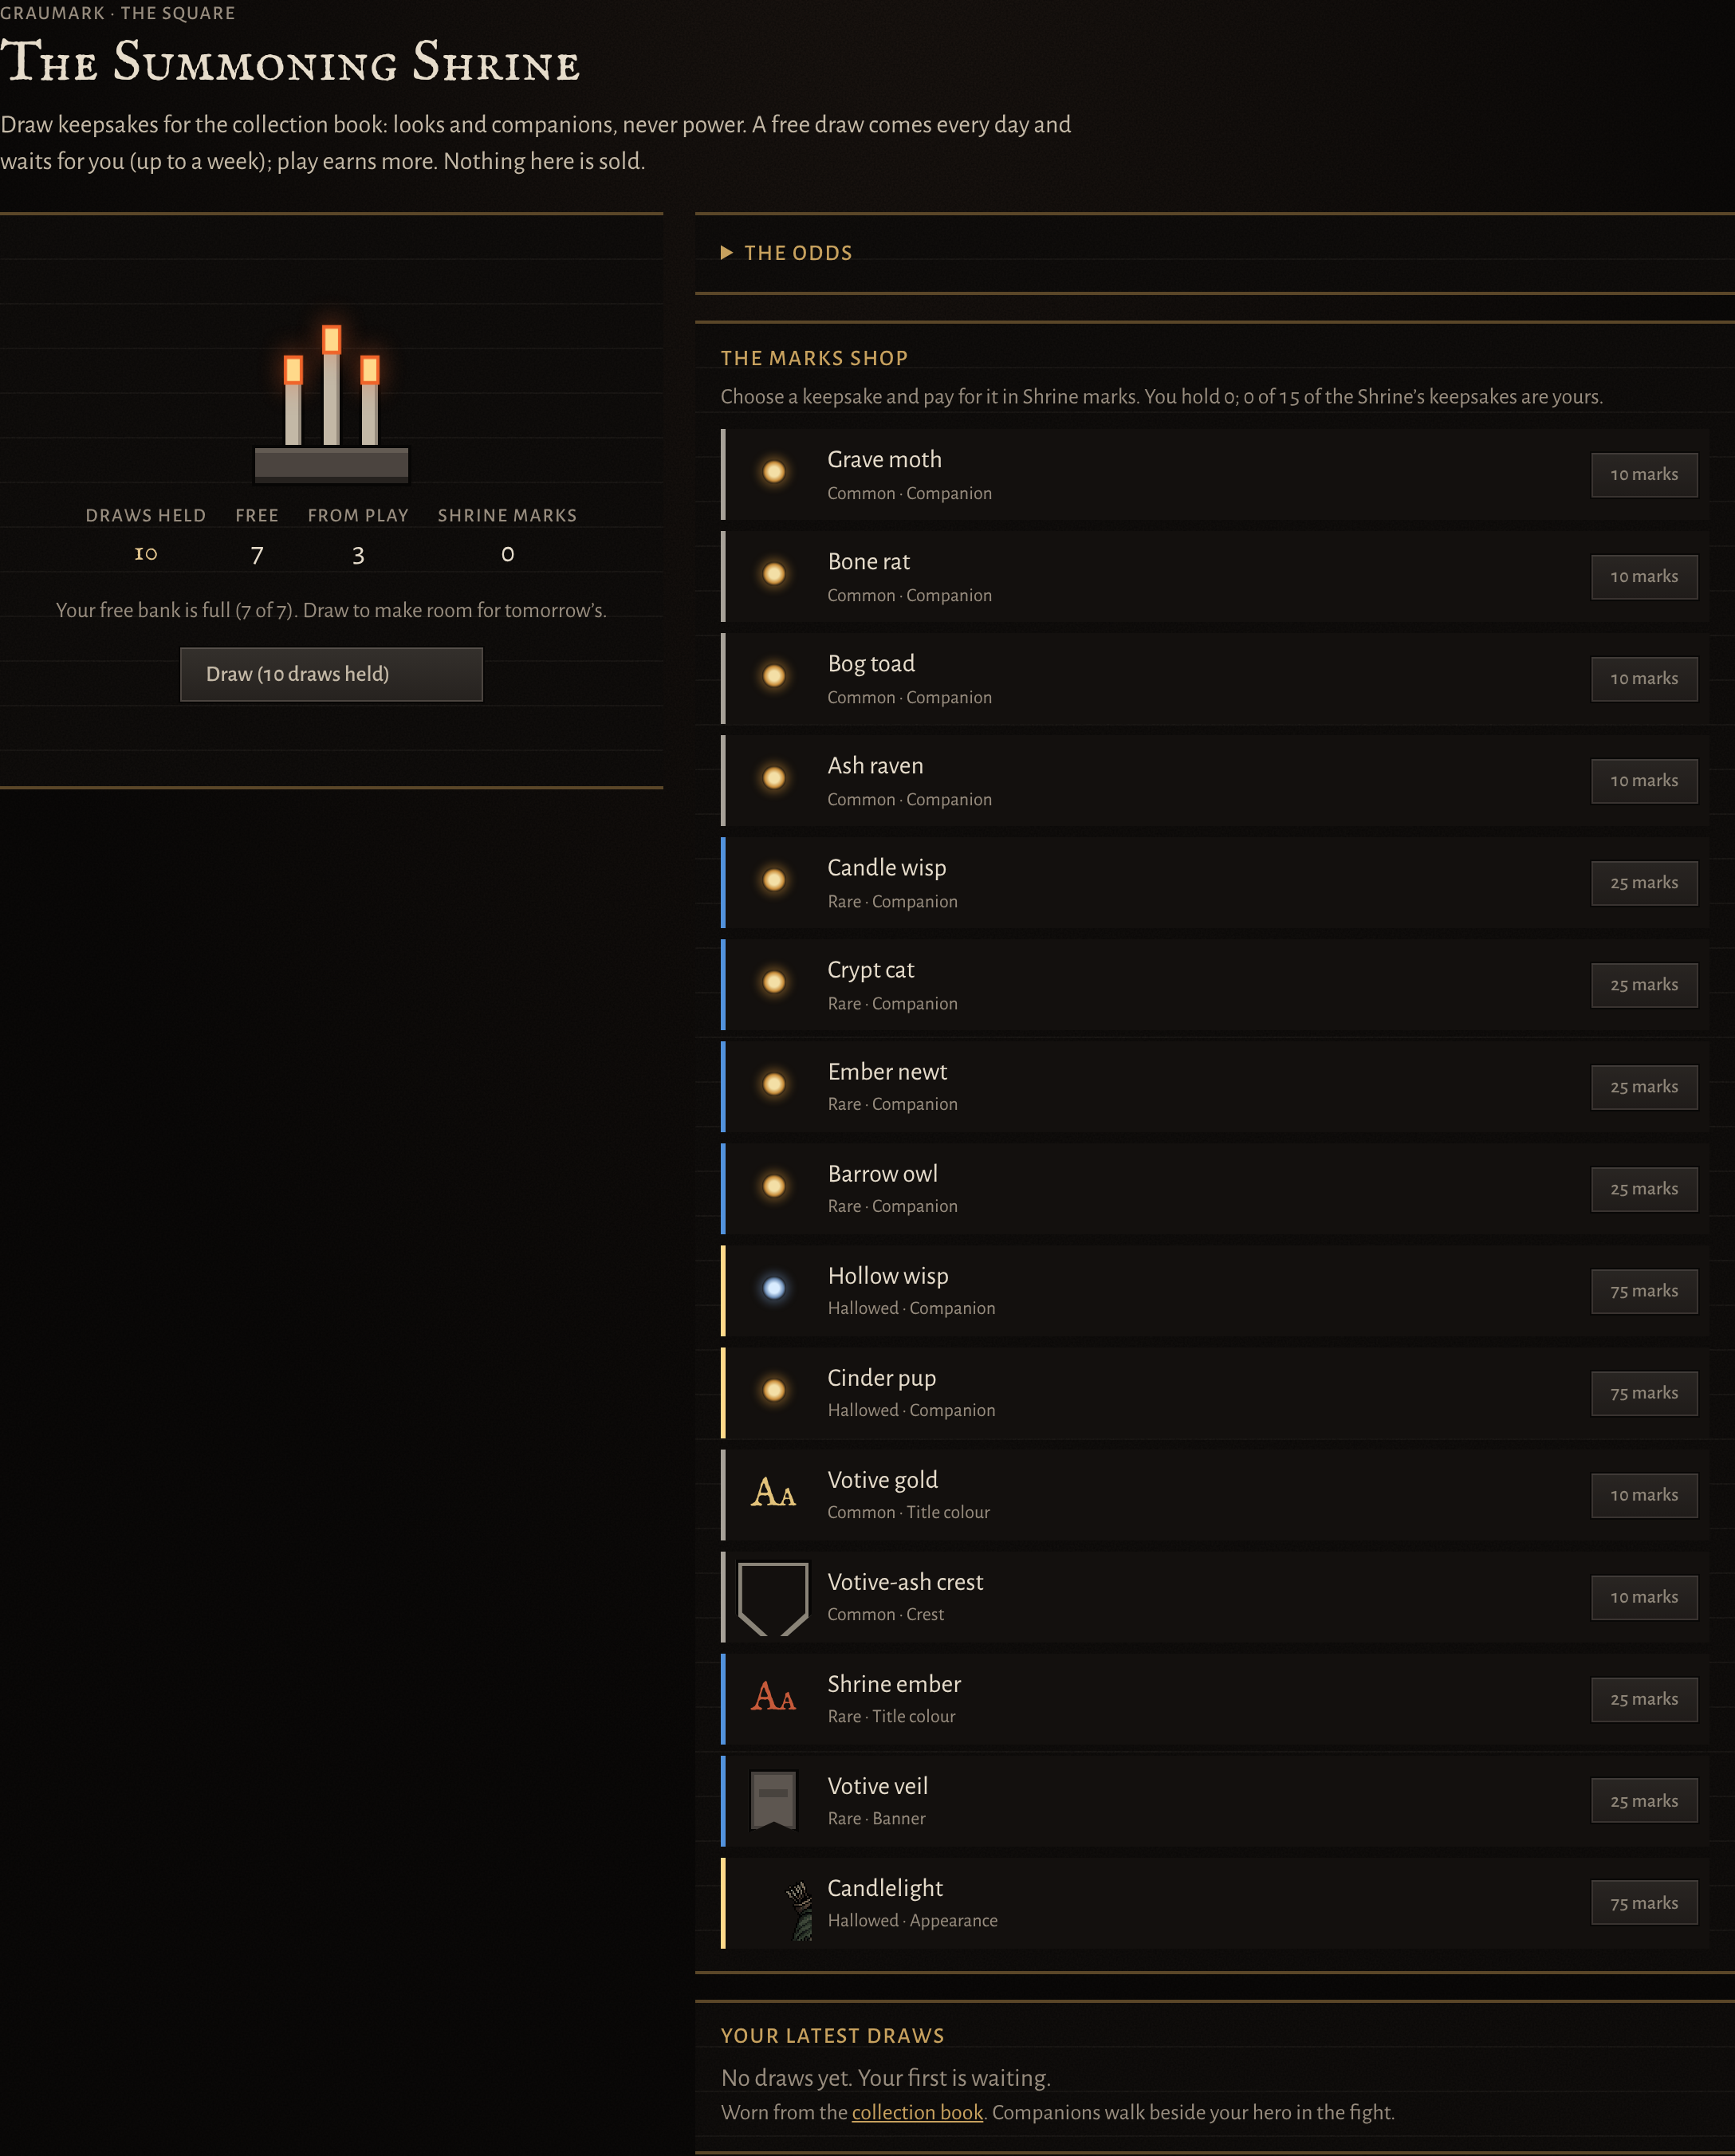 GRAUMARK · THE SQUARE
THE SUMMONING SHRINE
Draw keepsakes for the collection book: looks and companions, never power. A free draw comes every day and
waits for you (up to a week); play earns more. Nothing here is sold.
DRAWS HELD FREE FROM PLAY SHRINE MARKS
10 7 3 0
Your free bank is full (7 of 7). Draw to make room for tomorrow’s.
Draw (10 draws held)
THE ODDS
THE MARKS SHOP
Choose a keepsake and pay for it in Shrine marks. You hold 0; 0 of 15 of the Shrine’s keepsakes are yours.
Grave moth
Common · Companion
10 marks
Bone rat
Common · Companion
10 marks
Bog toad
Common · Companion
10 marks
Ash raven
Common · Companion
10 marks
Candle wisp
Rare · Companion
25 marks
Crypt cat
Rare · Companion
25 marks
Ember newt
Rare · Companion
25 marks
Barrow owl
Rare · Companion
25 marks
Hollow wisp
Hallowed · Companion
75 marks
Cinder pup
Hallowed · Companion
75 marks
AA
Votive gold
Common · Title colour
10 marks
Votive-ash crest
Common · Crest
10 marks
AA
Shrine ember
Rare · Title colour
25 marks
Votive veil
Rare · Banner
25 marks
Candlelight
Hallowed · Appearance
75 marks
YOUR LATEST DRAWS
No draws yet. Your first is waiting.
Worn from the collection book. Companions walk beside your hero in the fight.